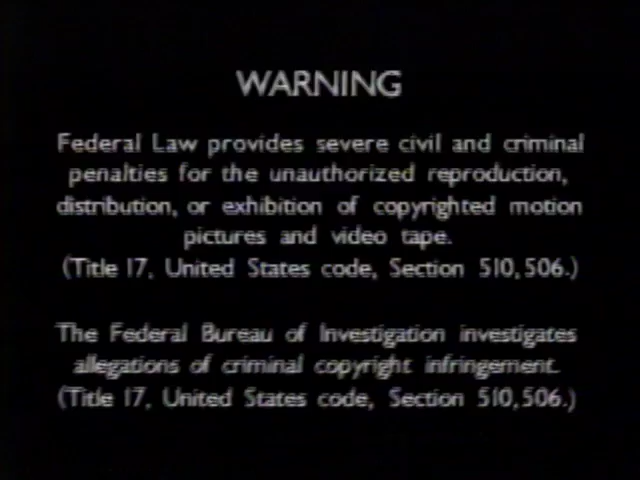 WARNING
Federal Law provides severe civil and criminal
penalties for the unauthorized reproduction,
distribution, or exhibition of copyrighted motion
pictures and video tape.
(Title 17, United States code, Section 510,506.)
The Federal Bureau of Investigation investigates
allegations of criminal copyright infringement.
(Title 17, United States code, Section 510,506.)